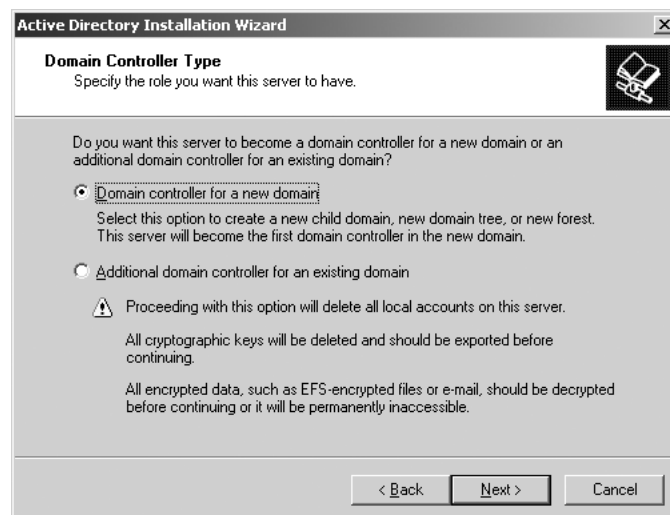 Active Directory Installation Wizard
Domain Controller Type
Specify the role you want this server to have.
Do you want this server to become a domain controller for a new domain or an
additional domain controller for an existing domain?
Domain controller for a new domain
Select this option to create a new child domain, new domain tree, or new forest.
This server will become the first domain controller in the new domain.
Additional domain controller for an existing domain
Proceeding with this option will delete all local accounts on this server.
All cryptographic keys will be deleted and should be exported before
continuing.
All encrypted data, such as EFS-encrypted files or e-mail, should be decrypted
before continuing or it will be permanently inaccessible.
< Back Next > Cancel